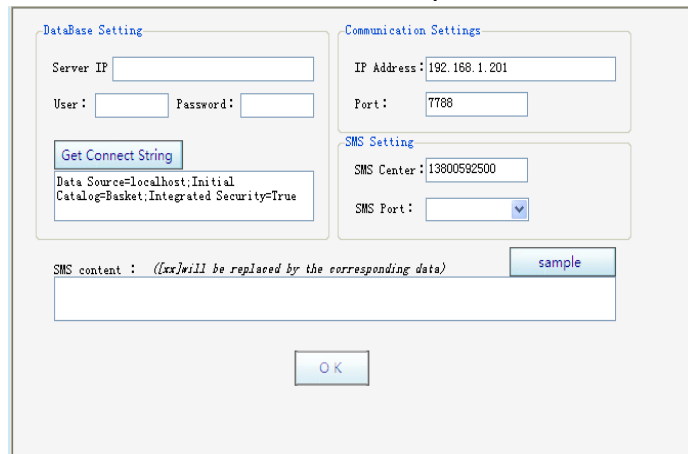 DataBase Setting
Server IP
User： Password：
Get Connect String
Data Source=localhost;Initial
Catalog=Basket;Integrated Security=True
Communication Settings
IP Address：192.168.1.201
Port： 7788
SMS Setting
SMS Center：13800592500
SMS Port：
SMS content ： ([xx]will be replaced by the corresponding data)
sample
O K